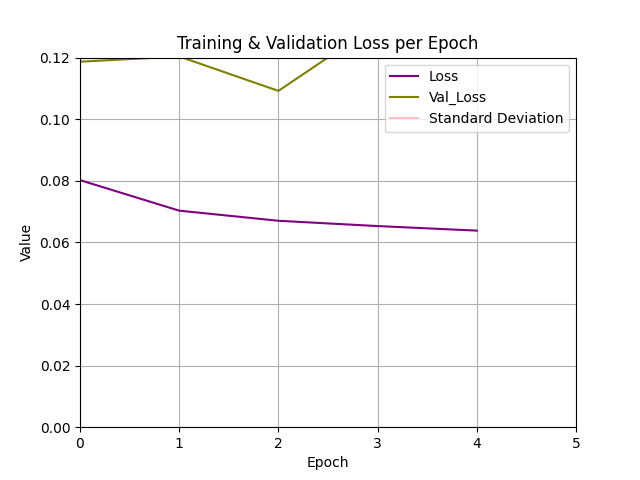 Training & Validation Loss per Epoch
Loss
Val_Loss
Standard Deviation
0.12
0.10
0.08
0.06
0.04
0.02
0.00
Value
0 1 2 3 4 5
Epoch